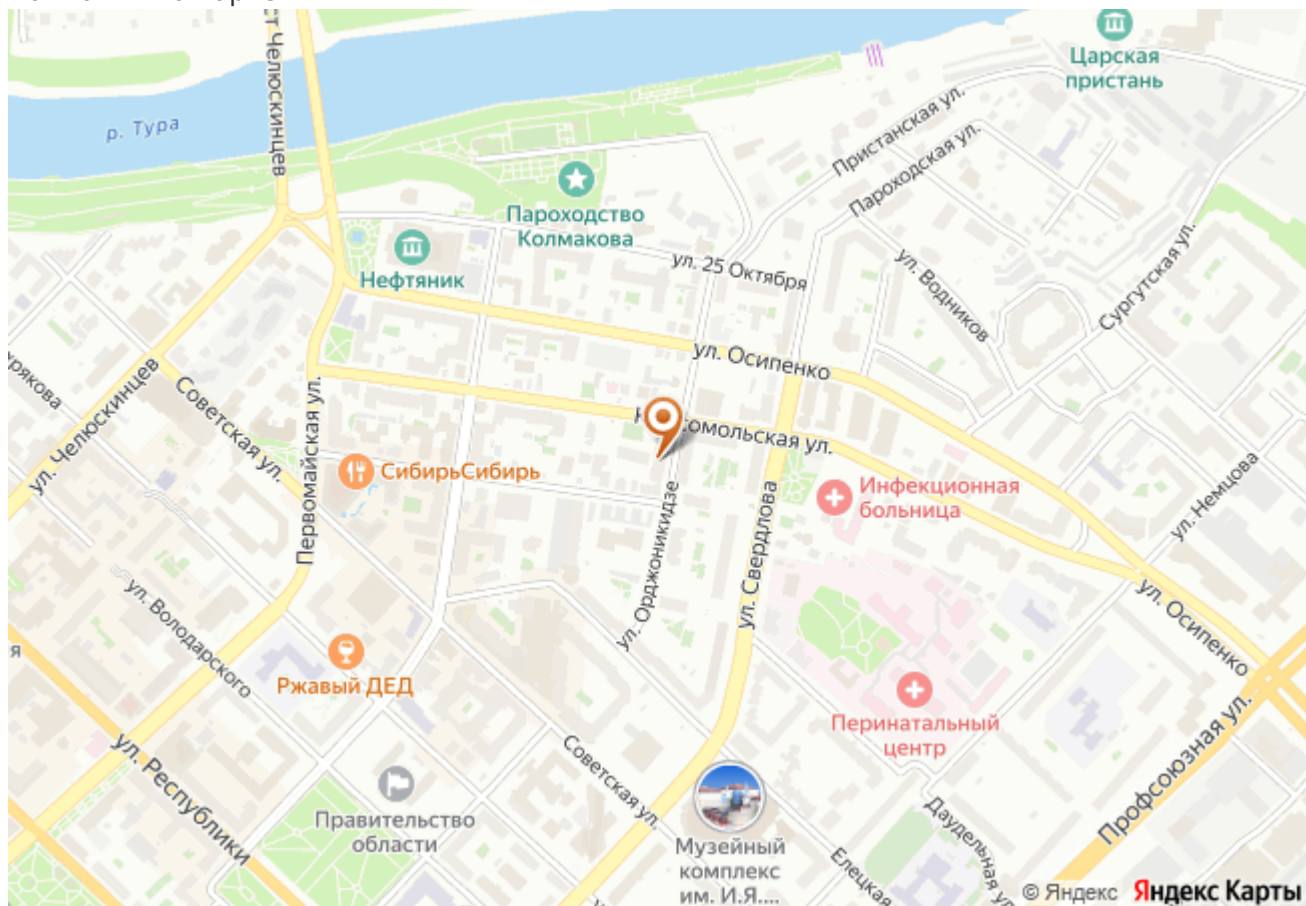 ст Челюскинцев
Царская
пристань
р. Тура
Пристанская ул.
Пароходская ул.
Пароходство
Колмакова
Нефтяник
ул. 25 Октября
ул. Водников
Сургутская ул.
ул. Осипенко
рякова
ул. Челюскинцев
Советская ул.
Первомайская ул.
сомольская ул.
СибирьСибирь
Инфекционная
больница
ул. Немцова
ул. Орджоникидзе
ул. Свердлова
ул. Осипенко
ул. Володарского
я
Ржавый ДЕД
Перинатальный
центр
Профсоюзная ул.
ул. Республики
Советская ул.
Правительство
области
Музейный
комплекс
им. И.Я....
Даудельная ул.
Елецкая
© Яндекс Яндекс Карты